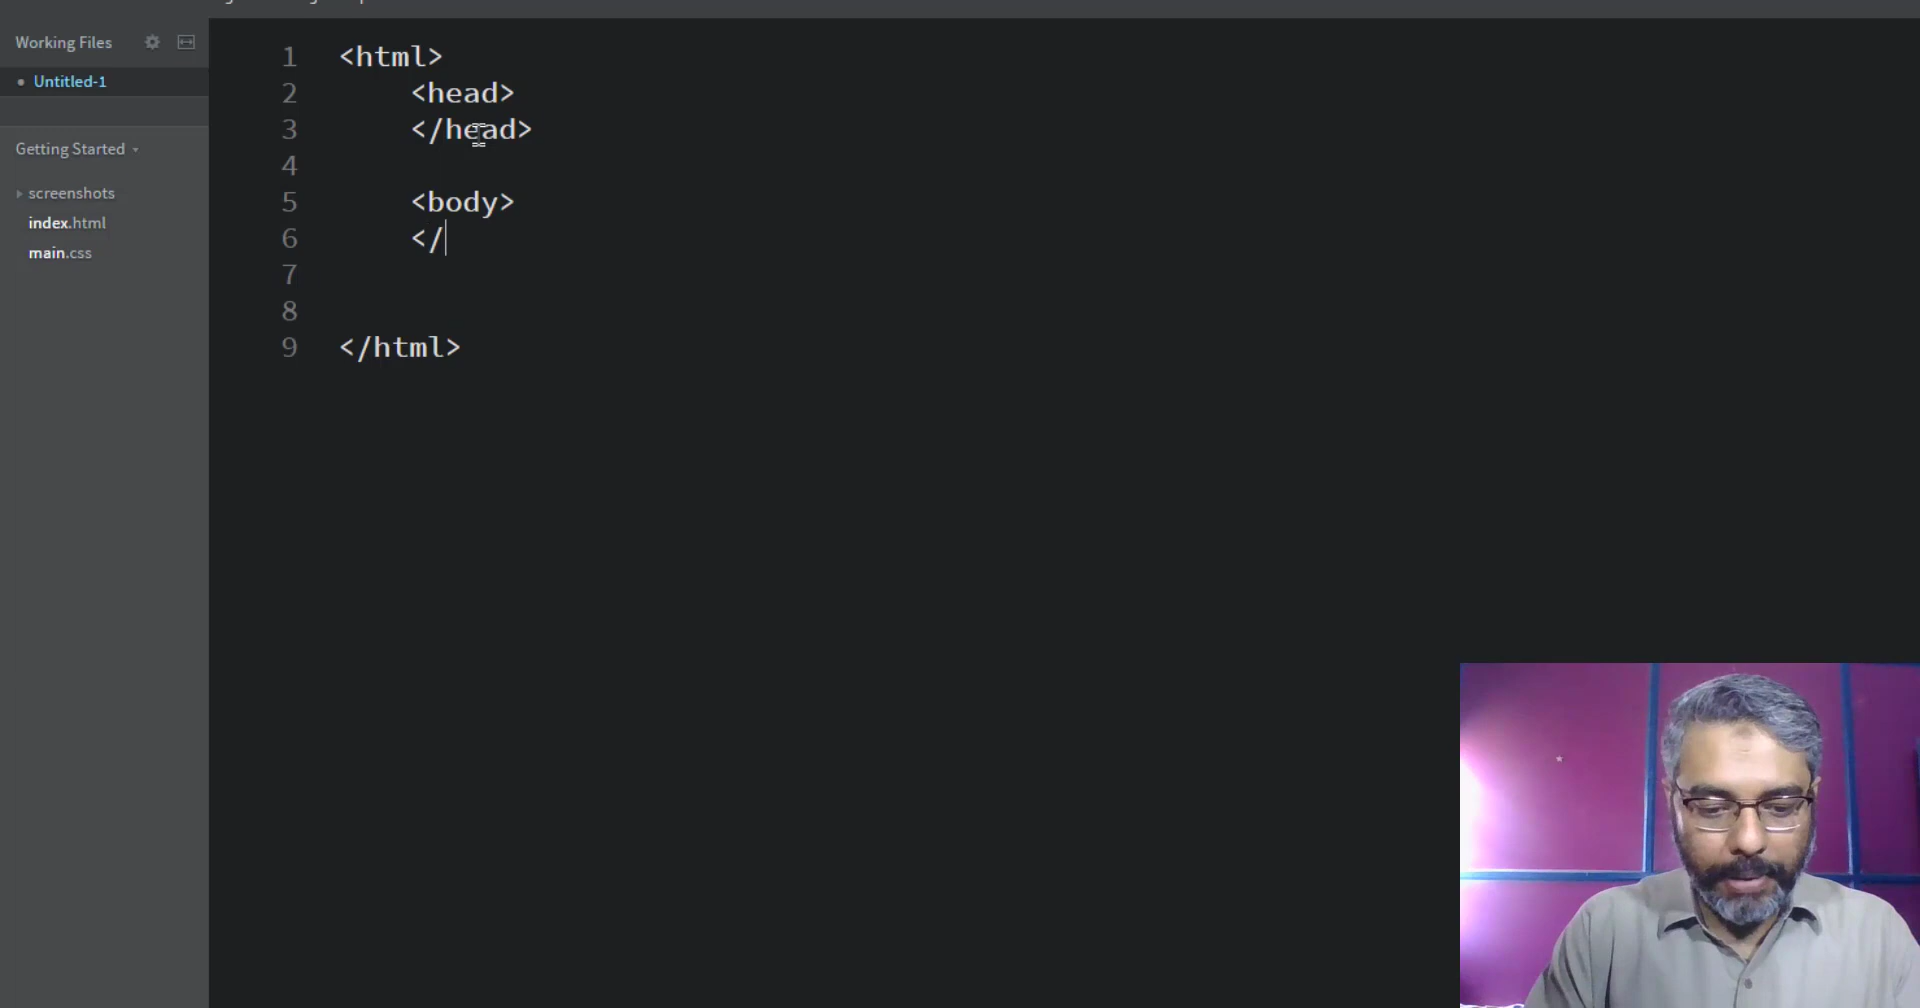 Working Files
Untitled-1
Getting Started
screenshots
index.html
main.css
1 <html>
2 <head>
3 </head>
4
5 <body>
6 </
7
8
9 </html>